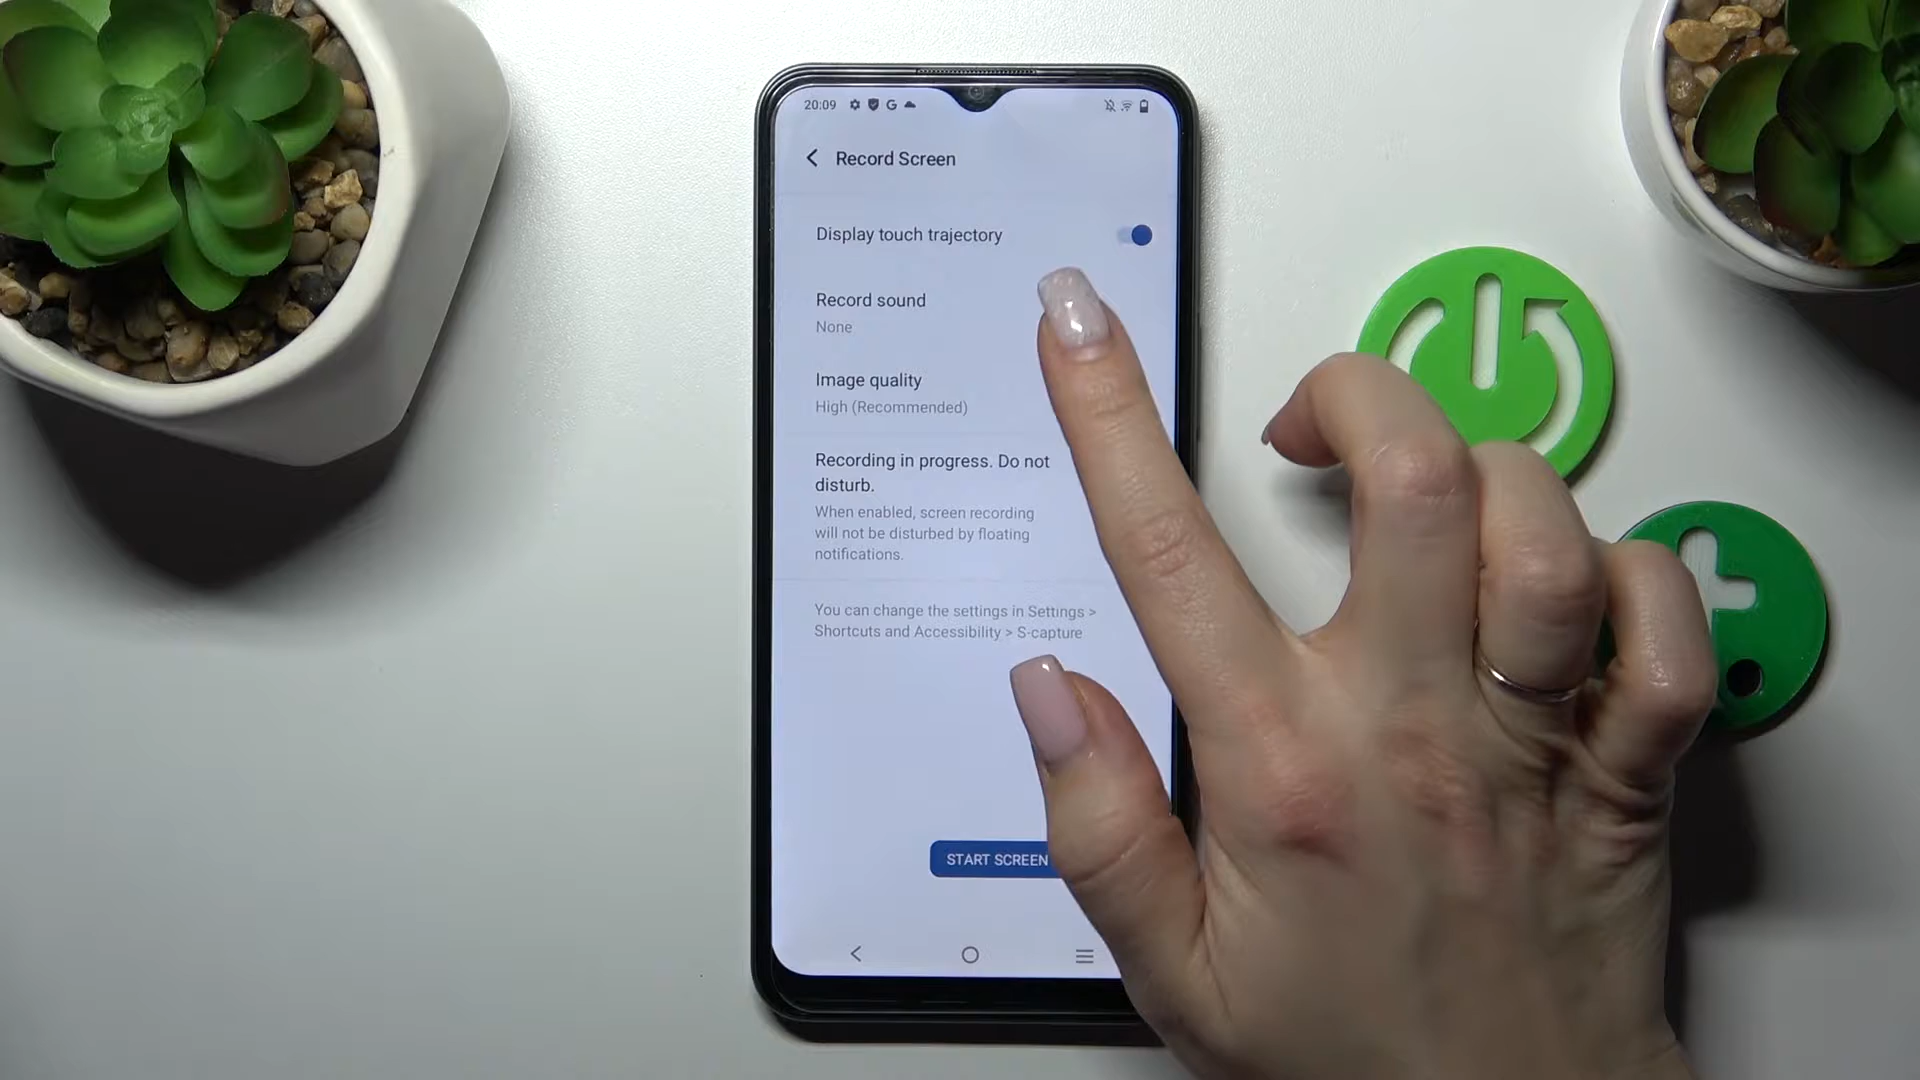 20:09
Record Screen
Display touch trajectory
Record sound
None
Image quality
High (Recommended)
Recording in progress. Do not
disturb.
When enabled, screen recording
will not be disturbed by floating
notifications.
You can change the settings in Settings >
Shortcuts and Accessibility > S-capture
START SCREEN